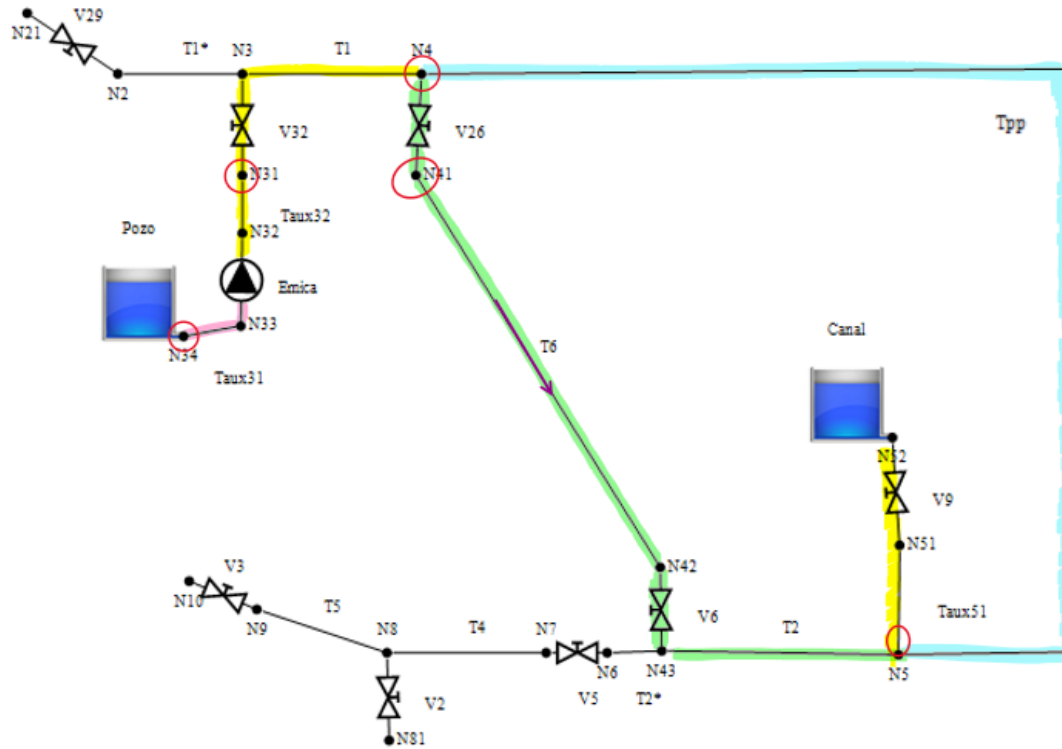 V29
N21
T1*
N3
T1
N4
N2
V32
V26
Tpp
N31
N41
Taux32
Pozo
N32
Emica
N33
Canal
N34
T6
Taux31
N52
V9
N51
V3
N42
N10
T5
N9
V6
Taux51
N8
T4
N7
T2
N6
N43
N5
V2
V5
T2*
N81